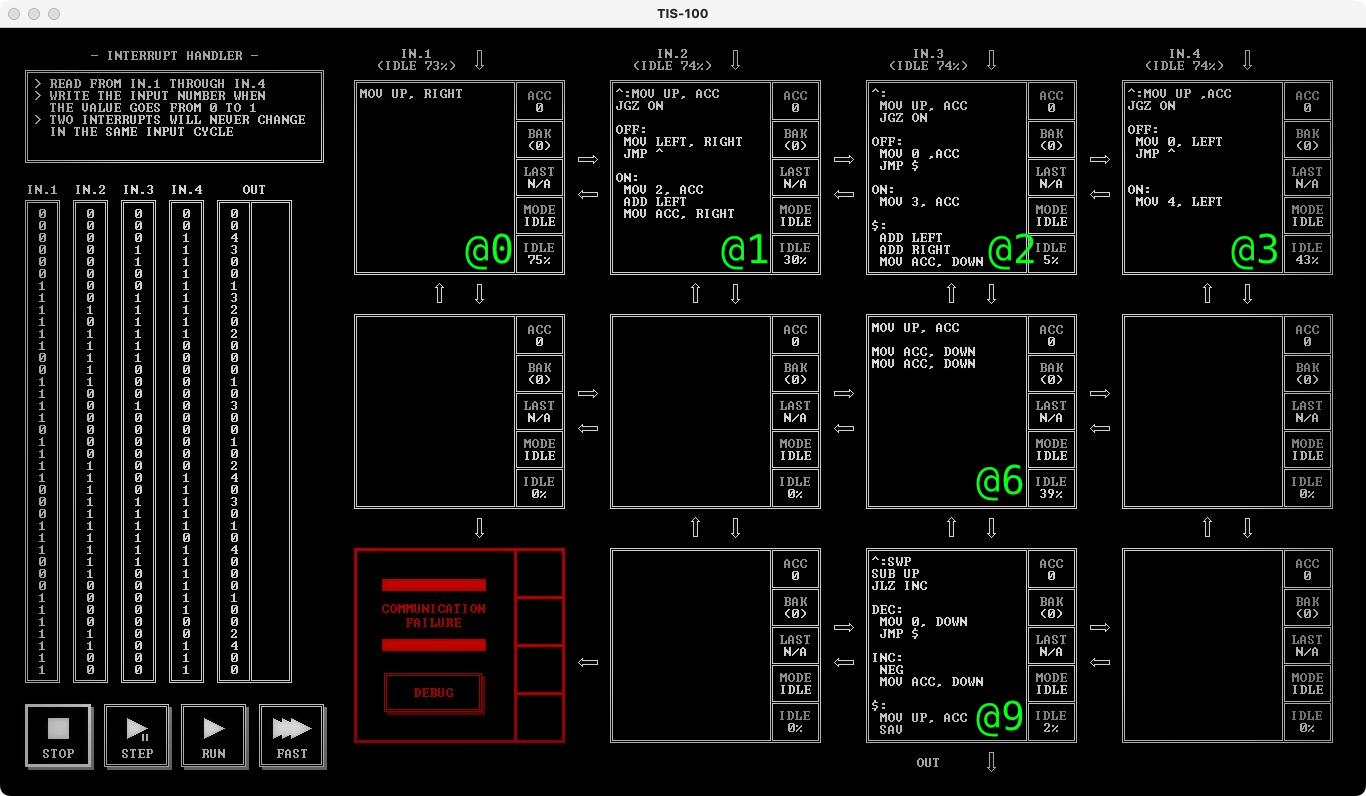 TIS-100
- INTERRUPT HANDLER -
> READ FROM IN.1 THROUGH IN.4
> WRITE THE INPUT NUMBER WHEN
THE VALUE GOES FROM 0 TO 1
> TWO INTERRUPTS WILL NEVER CHANGE
IN THE SAME INPUT CYCLE
IN.1 IN.2 IN.3 IN.4 OUT
0 0 0 0 0
0 0 0 0 0
0 0 0 1 4
0 0 1 1 3
0 0 1 1 0
0 0 1 1 0
1 0 1 1 1
1 0 1 1 3
1 1 1 1 2
1 0 1 1 0
1 1 1 1 2
1 1 1 0 0
0 1 0 0 0
0 0 0 0 0
1 0 0 0 1
1 0 0 0 0
1 0 1 0 3
1 0 0 0 0
0 0 0 0 0
1 0 0 0 1
1 0 0 0 0
1 1 0 0 2
1 1 0 1 4
0 1 0 1 0
0 1 1 1 3
0 1 1 1 0
1 1 1 1 1
1 1 0 0 0
1 1 0 1 4
0 1 0 1 0
0 1 0 0 0
0 0 0 0 0
1 0 0 0 1
1 0 0 0 0
1 0 0 0 0
1 1 0 0 2
1 1 0 1 4
1 0 0 1 0
1 0 0 1 0
STOP
STEP
RUN
FAST
IN.1
(IDLE 73%)
IN.2
(IDLE 74%)
IN.3
(IDLE 74%)
IN.4
(IDLE 74%)
MOV UP, RIGHT
@0
ACC
0
BAK
(0)
LAST
N/A
MODE
IDLE
IDLE
75%
^:MOV UP, ACC
JGZ ON
OFF:
MOV LEFT, RIGHT
JMP ^
ON:
MOV 2, ACC
ADD LEFT
MOV ACC, RIGHT
@1
ACC
0
BAK
(0)
LAST
N/A
MODE
IDLE
IDLE
30%
^:
MOV UP, ACC
JGZ ON
OFF:
MOV 0 ,ACC
JMP $
ON:
MOV 3, ACC
$:
ADD LEFT
ADD RIGHT
MOV ACC, DOWN
@2
ACC
0
BAK
(0)
LAST
N/A
MODE
IDLE
IDLE
5%
^:MOV UP ,ACC
JGZ ON
OFF:
MOV 0, LEFT
JMP ^
ON:
MOV 4, LEFT
@3
ACC
0
BAK
(0)
LAST
N/A
MODE
IDLE
IDLE
43%
ACC
0
BAK
(0)
LAST
N/A
MODE
IDLE
IDLE
0%
ACC
0
BAK
(0)
LAST
N/A
MODE
IDLE
IDLE
0%
MOV UP, ACC
MOV ACC, DOWN
MOV ACC, DOWN
@6
ACC
0
BAK
(0)
LAST
N/A
MODE
IDLE
IDLE
39%
ACC
0
BAK
(0)
LAST
N/A
MODE
IDLE
IDLE
0%
COMMUNICATION
FAILURE
DEBUG
ACC
0
BAK
(0)
LAST
N/A
MODE
IDLE
IDLE
0%
^:SWP
SUB UP
JLZ INC
DEC:
MOV 0, DOWN
JMP $
INC:
NEG
MOV ACC, DOWN
$:
MOV UP, ACC
SAV
@9
ACC
0
BAK
(0)
LAST
N/A
MODE
IDLE
IDLE
2%
ACC
0
BAK
(0)
LAST
N/A
MODE
IDLE
IDLE
0%
OUT